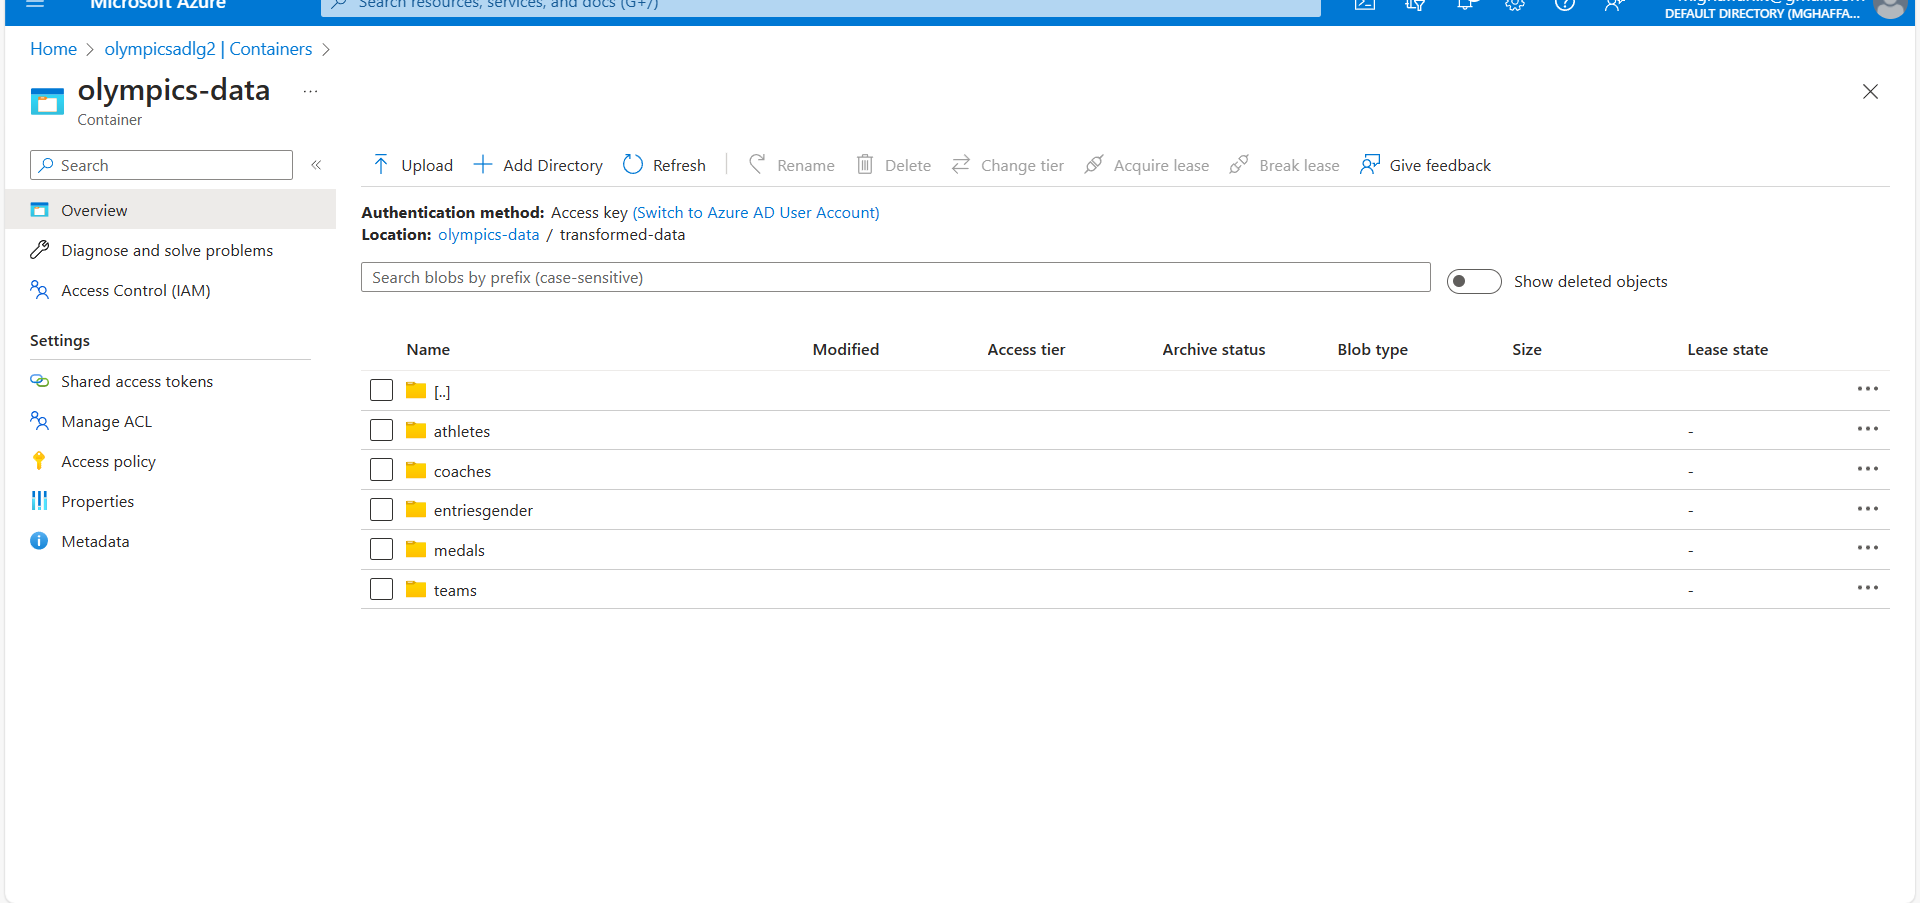 Microsoft Azure
Search resources, services, and docs (G+/)
DEFAULT DIRECTORY (MGHAFFA...
Home > olympicsadlg2 | Containers >
olympics-data ...
Container
Search «
Upload Add Directory Refresh Rename Delete Change tier Acquire lease Break lease Give feedback
Overview
Diagnose and solve problems
Access Control (IAM)
Settings
Shared access tokens
Manage ACL
Access policy
Properties
Metadata
Authentication method: Access key (Switch to Azure AD User Account)
Location: olympics-data / transformed-data
Search blobs by prefix (case-sensitive)
Show deleted objects
Name Modified Access tier Archive status Blob type Size Lease state
[..]
athletes -
coaches -
entriesgender -
medals -
teams -